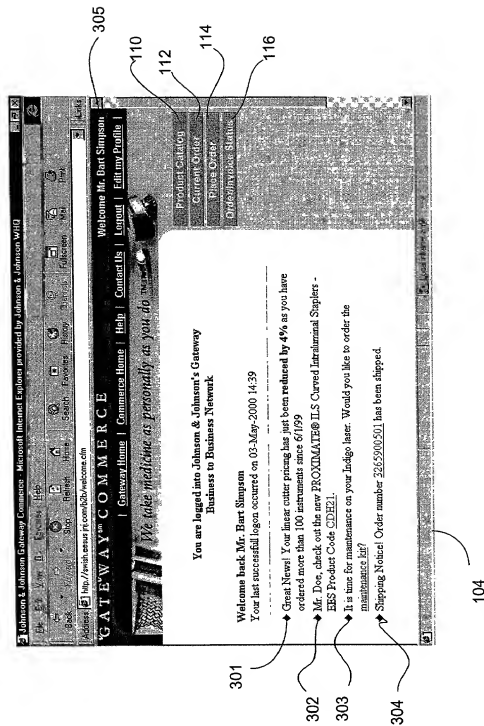 Johnson & Johnson Gateway Commerce - Microsoft Internet Explorer provided by Johnson & Johnson WHQ
Back Stop Refresh Home Search Favorites History Fullscreen Mail Print
Address http://swish.eesus.jnj.com/b2b/welcome.cfm Links
GATEWAY COMMERCE Welcome Mr. Bart Simpson
| Gateway Home | Commerce Home | Help | Contact Us | Logout | Edit my Profile |
We take medicine as personally as you do
Product Catalog
Current Order
Place Order
Order/Invoice Status
You are logged into Johnson & Johnson's Gateway
Business to Business Network
Welcome back Mr. Bart Simpson
Your last successful logon occurred on 03-May-2000 14:39
Great News! Your linear cutter pricing has just been reduced by 4% as you have
ordered more than 100 instruments since 6/1/99
Mr. Doe, check out the new PROXIMATE® ILS Curved Intraluminal Staplers -
EES Product Code CDH21.
It is time for maintenance on your Indigo laser. Would you like to order the
maintenance kit?
Shipping Notice! Order number 3265900501 has been shipped.
305
110
112
114
116
301
302
303
304
104